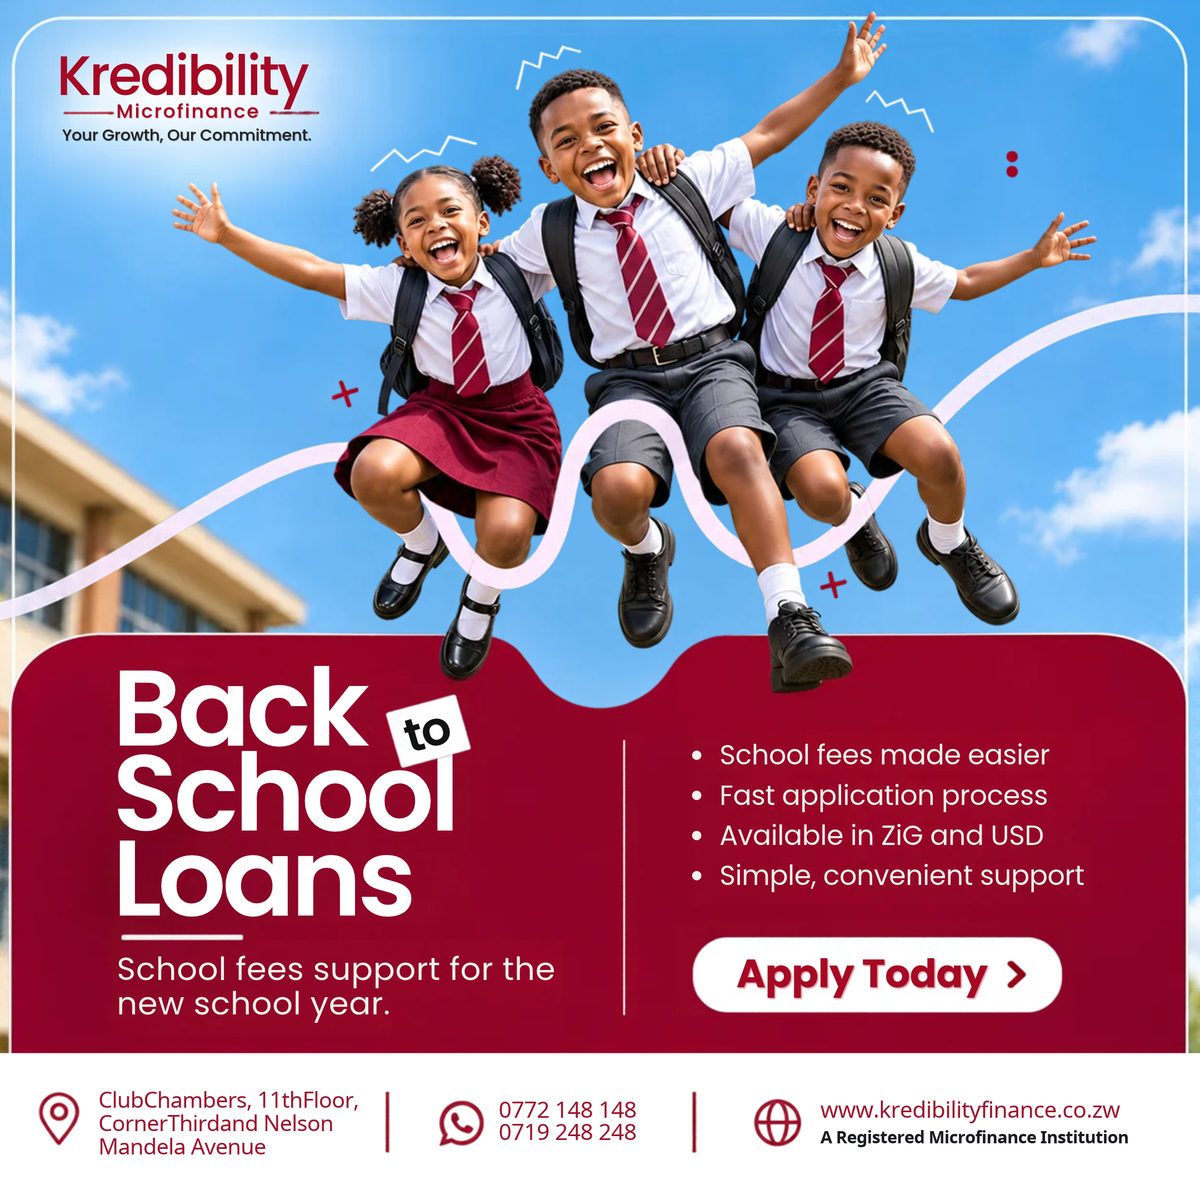 Kredibility
Microfinance
Your Growth, Our Commitment.
Back
to
School
Loans
School fees support for the
new school year.
• School fees made easier
• Fast application process
• Available in ZiG and USD
• Simple, convenient support
Apply Today
ClubChambers, 11thFloor,
CornerThirdand Nelson
Mandela Avenue
0772 148 148
0719 248 248
www.kredibilityfinance.co.zw
A Registered Microfinance Institution